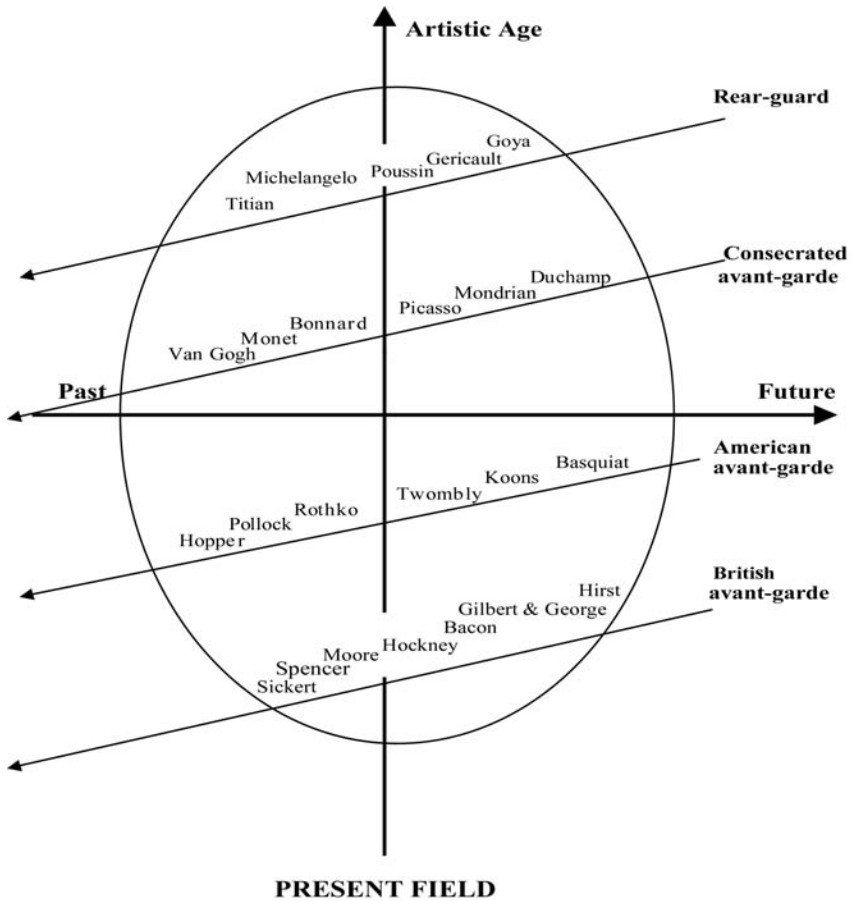 Artistic Age
Rear-guard
Goya
Gericault
Poussin
Michelangelo
Titian
Consecrated
avant-garde
Duchamp
Mondrian
Picasso
Bonnard
Monet
Van Gogh
Past
Future
American
avant-garde
Basquiat
Koons
Twombly
Rothko
Pollock
Hopper
British
avant-garde
Hirst
Gilbert & George
Bacon
Hockney
Moore
Spencer
Sickert
PRESENT FIELD